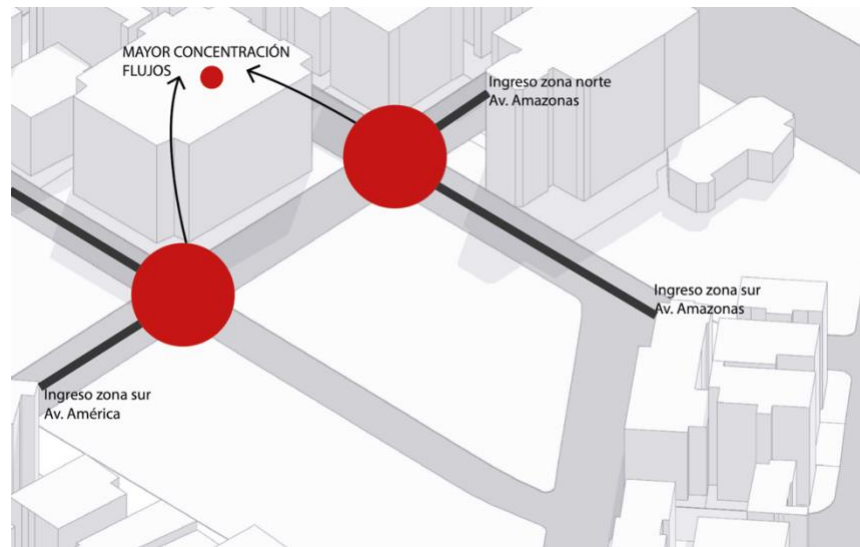 MAYOR CONCENTRACIÓN
FLUJOS
Ingreso zona norte
Av. Amazonas
Ingreso zona sur
Av. Amazonas
Ingreso zona sur
Av. América